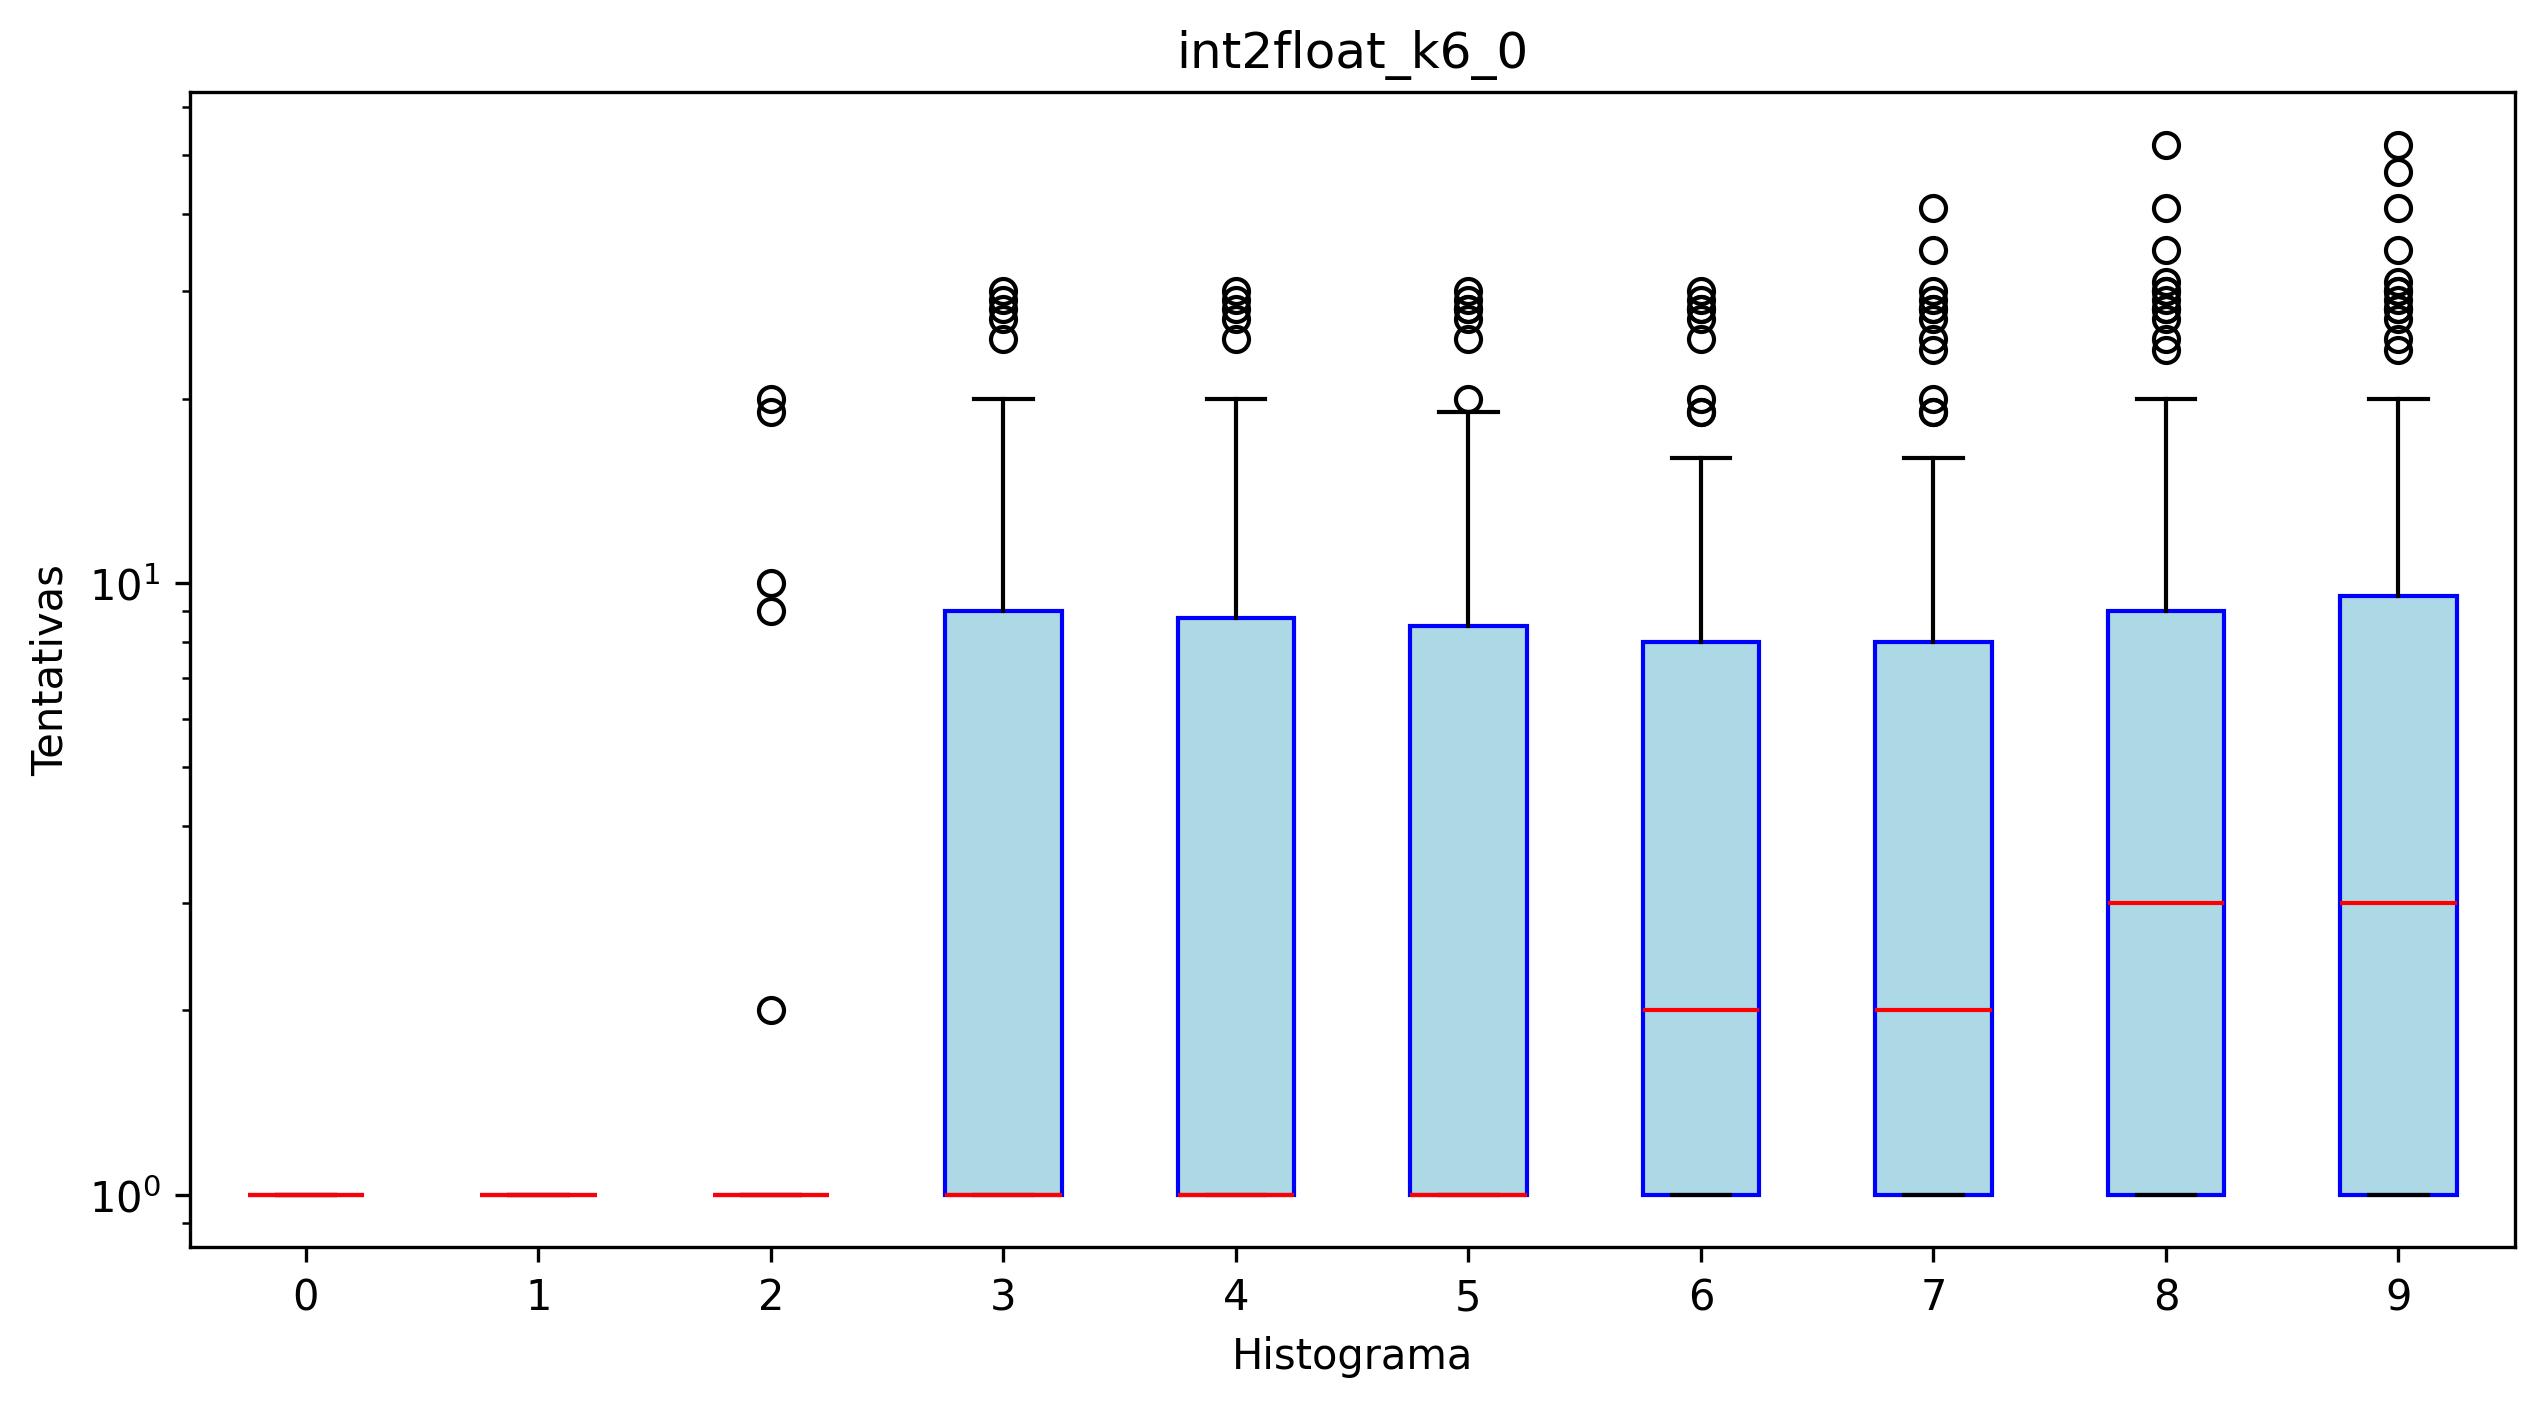 int2float_k6_0
Tentativas
10¹
10⁰
0 1 2 3 4 5 6 7 8 9
Histograma